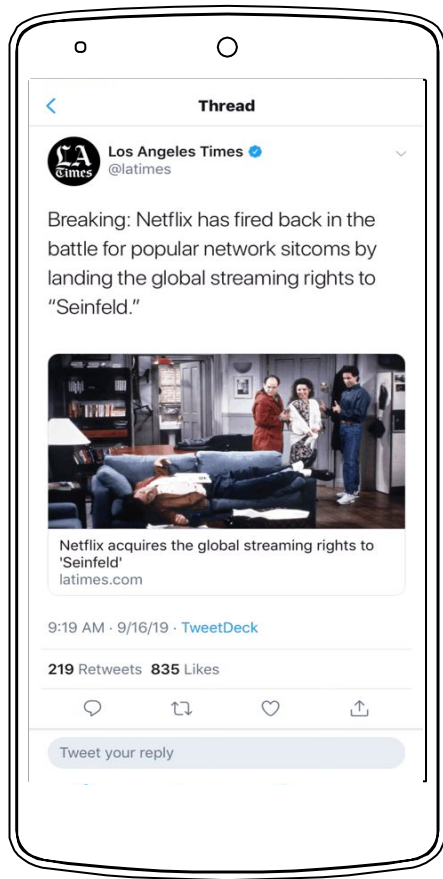 Thread
LA
Times
Los Angeles Times
@latimes
Breaking: Netflix has fired back in the
battle for popular network sitcoms by
landing the global streaming rights to
“Seinfeld.”
Netflix acquires the global streaming rights to
'Seinfeld'
latimes.com
9:19 AM · 9/16/19 · TweetDeck
219 Retweets 835 Likes
Tweet your reply